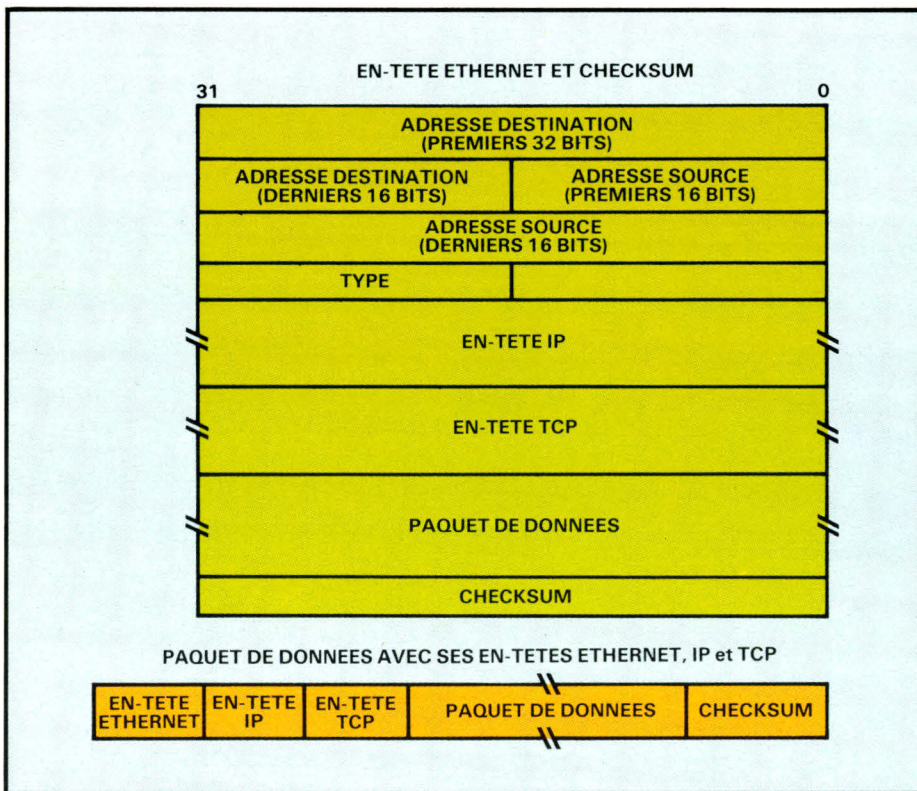 EN-TETE ETHERNET ET CHECKSUM
31 0
ADRESSE DESTINATION
(PREMIERS 32 BITS)
ADRESSE DESTINATION
(DERNIERS 16 BITS)
ADRESSE SOURCE
(PREMIERS 16 BITS)
ADRESSE SOURCE
(DERNIERS 16 BITS)
TYPE
EN-TETE IP
EN-TETE TCP
PAQUET DE DONNEES
CHECKSUM
PAQUET DE DONNEES AVEC SES EN-TETES ETHERNET, IP et TCP
EN-TETE
ETHERNET
EN-TETE
IP
EN-TETE
TCP
PAQUET DE DONNEES
CHECKSUM